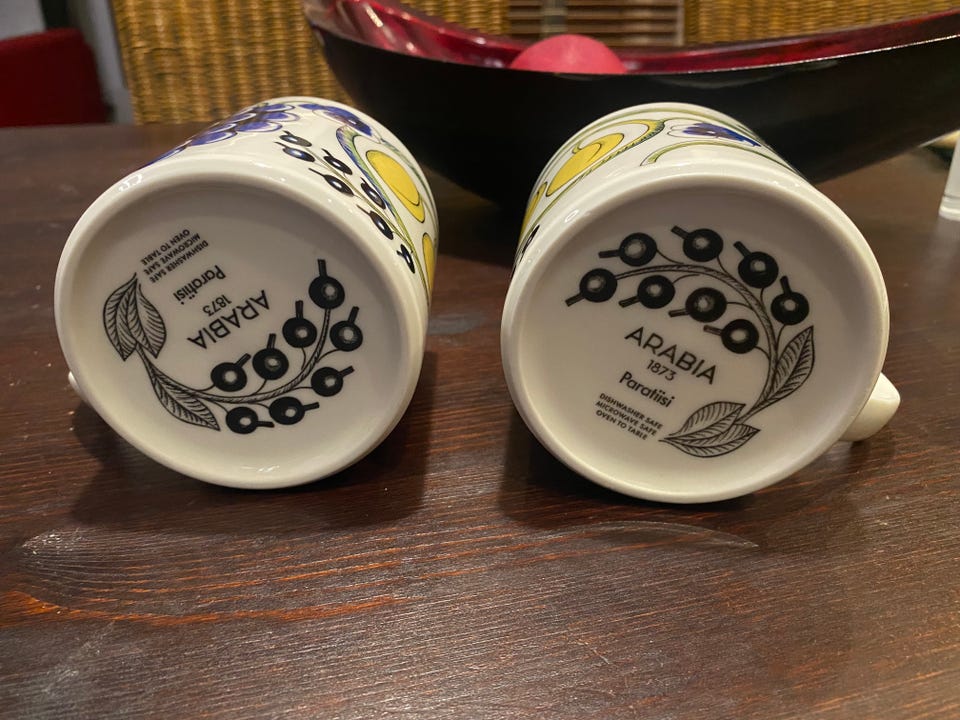 ARABIA
1873
Paratiisi
DISHWASHER SAFE
MICROWAVE SAFE
OVEN TO TABLE
ARABIA
1873
Paratiisi
DISHWASHER SAFE
MICROWAVE SAFE
OVEN TO TABLE